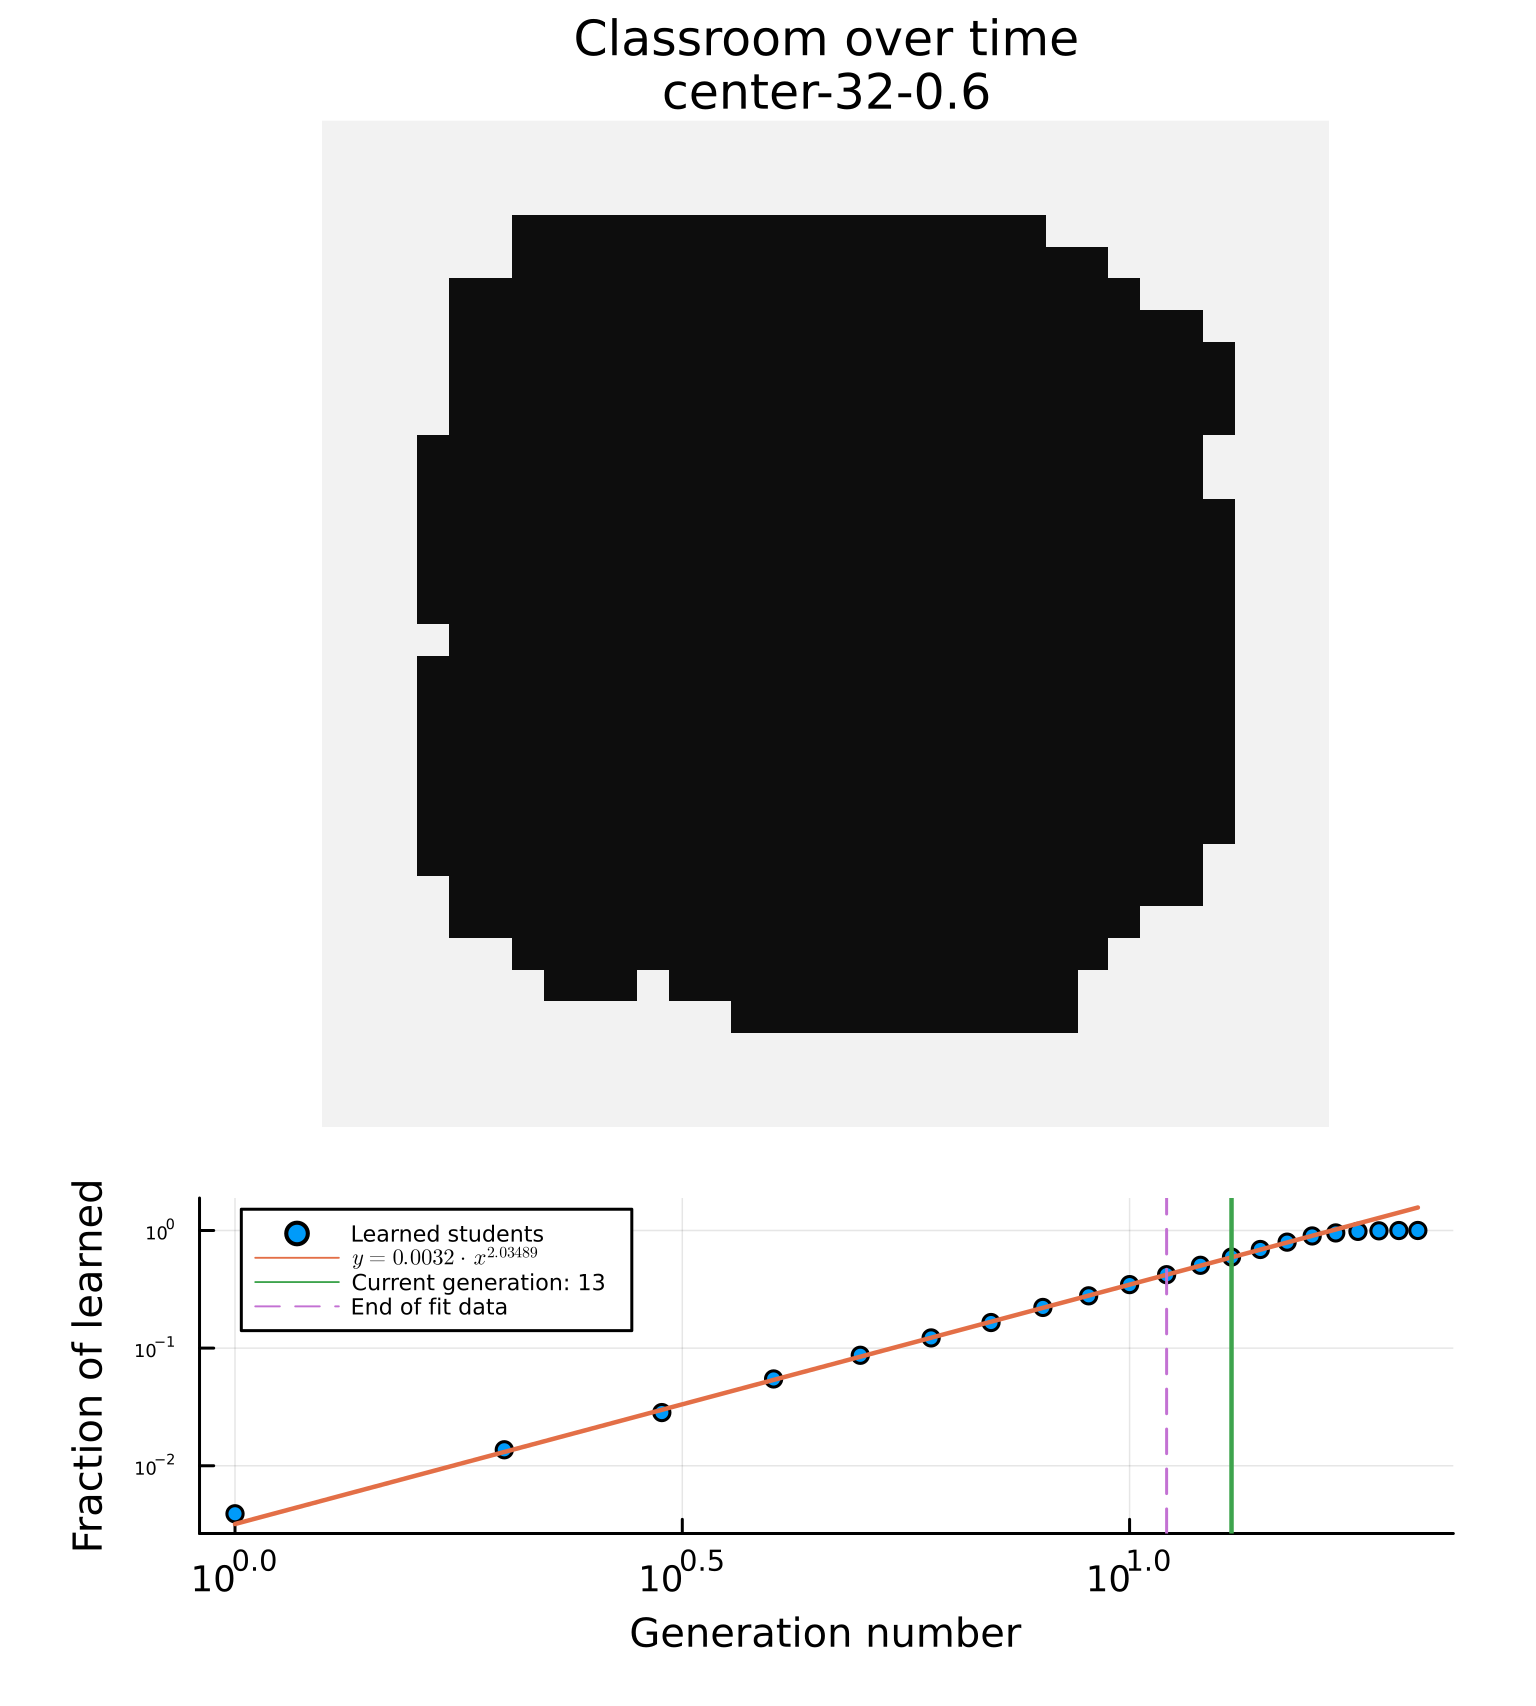 Classroom over time
center-32-0.6
Fraction of learned
10^0
10^-1
10^-2
Learned students
y = 0.0032 · x^2.03489
Current generation: 13
End of fit data
10^0.0 10^0.5 10^1.0
Generation number